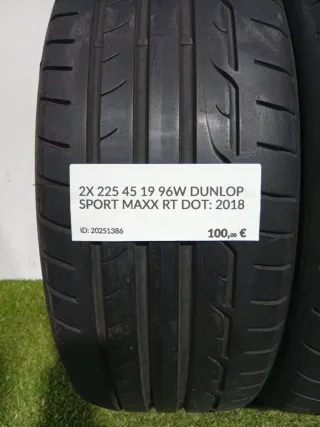 2X 225 45 19 96W DUNLOP
SPORT MAXX RT DOT: 2018
ID: 20251386
100,00 €